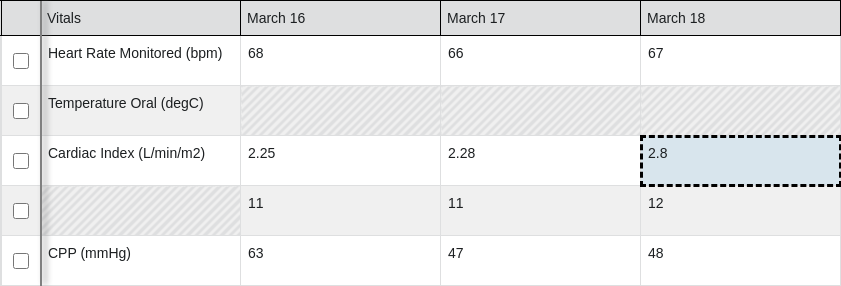 Vitals March 16 March 17 March 18
Heart Rate Monitored (bpm) 68 66 67
Temperature Oral (degC)
Cardiac Index (L/min/m2) 2.25 2.28 2.8
11 11 12
CPP (mmHg) 63 47 48